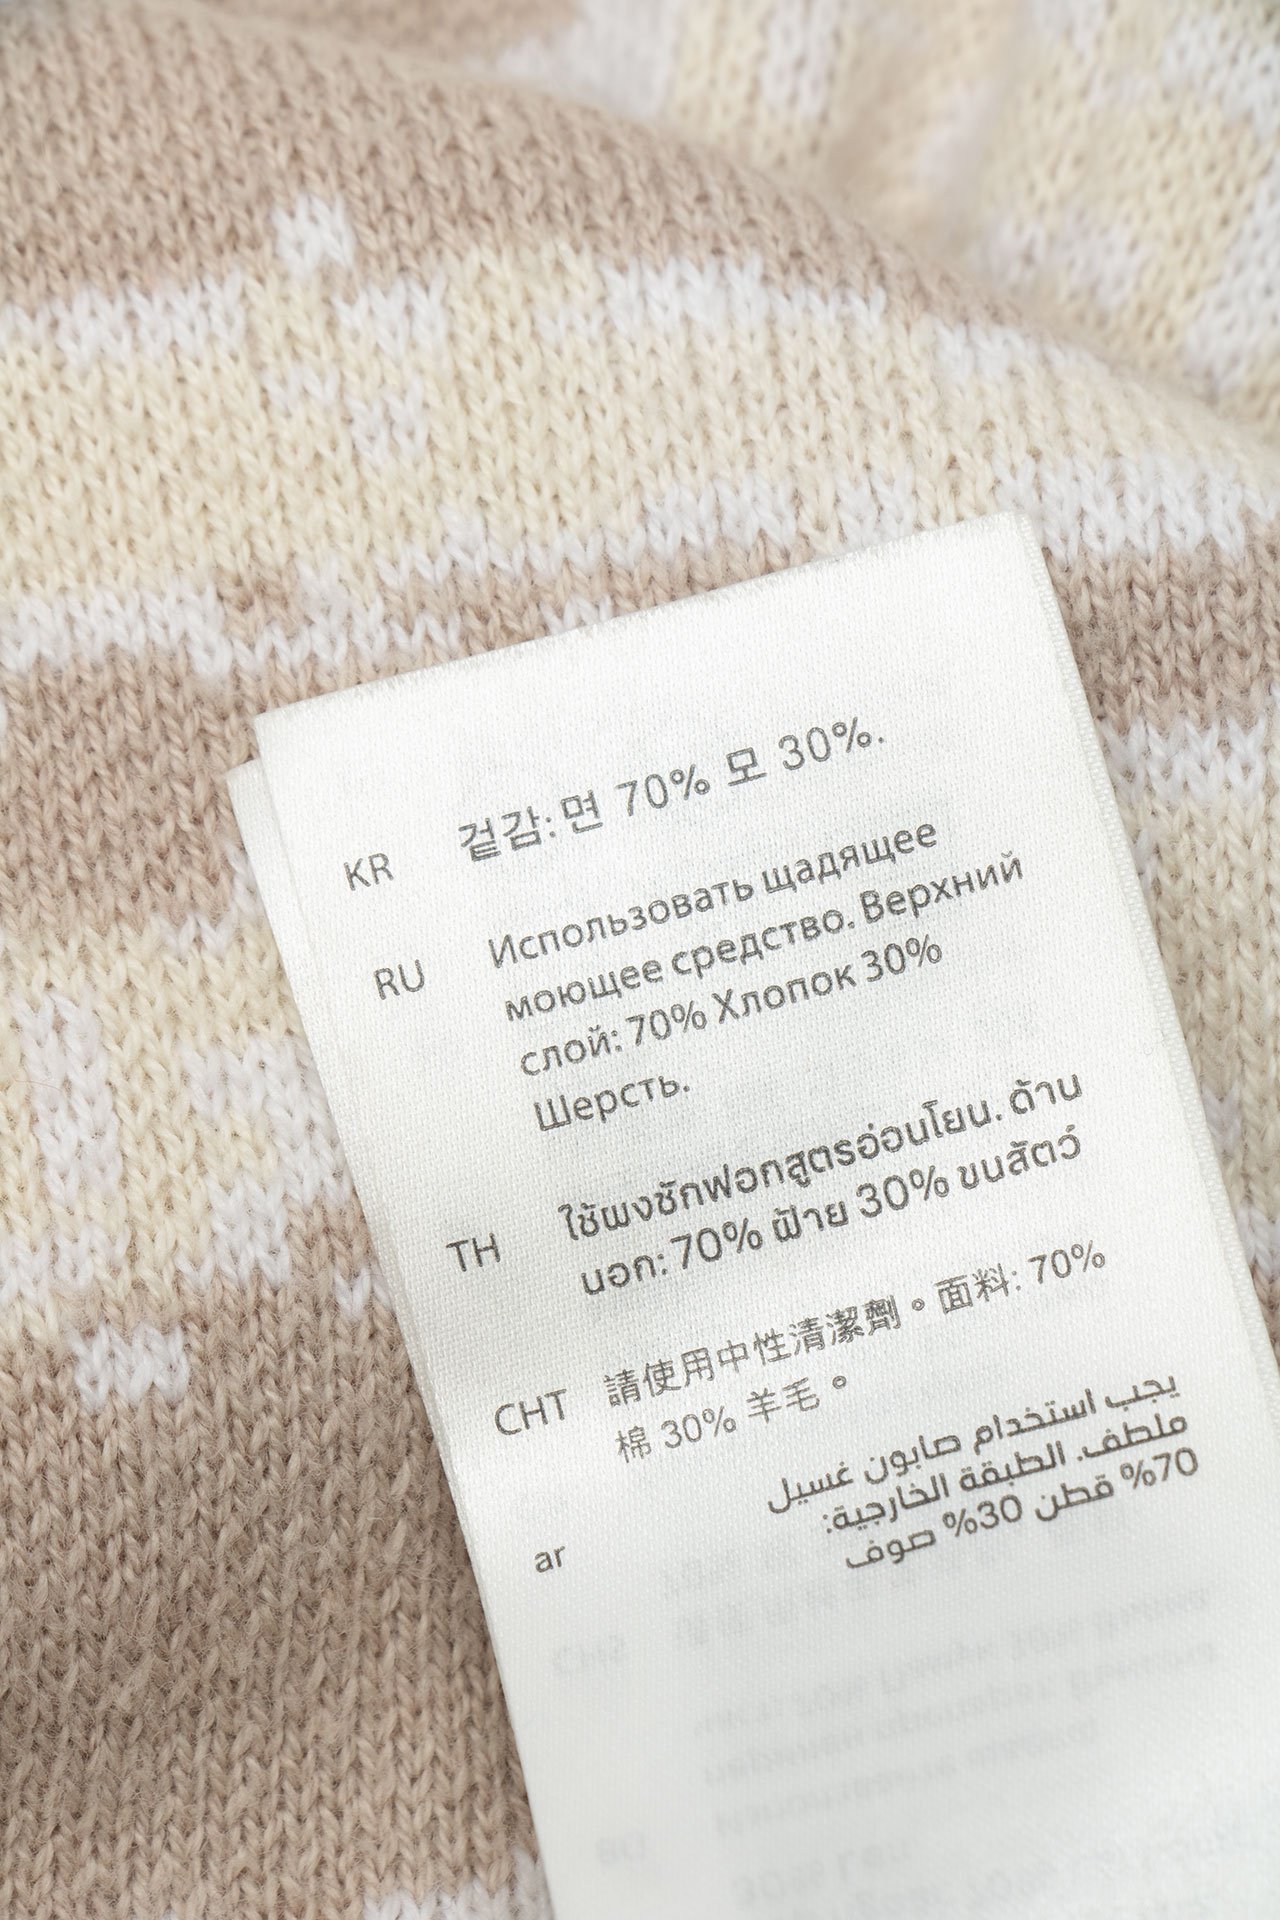 KR 겉감: 면 70% 모 30%.
RU Использовать щадящее
моющее средство. Верхний
слой: 70% Хлопок 30%
Шерсть.
TH ใช้ผงซักฟอกสูตรอ่อนโยน. ด้าน
นอก: 70% ฝ้าย 30% ขนสัตว์
CHT 請使用中性清潔劑。面料: 70%
棉 30% 羊毛。
ar يجب استخدام صابون غسيل
ملطف. الطبقة الخارجية:
70% قطن 30% صوف